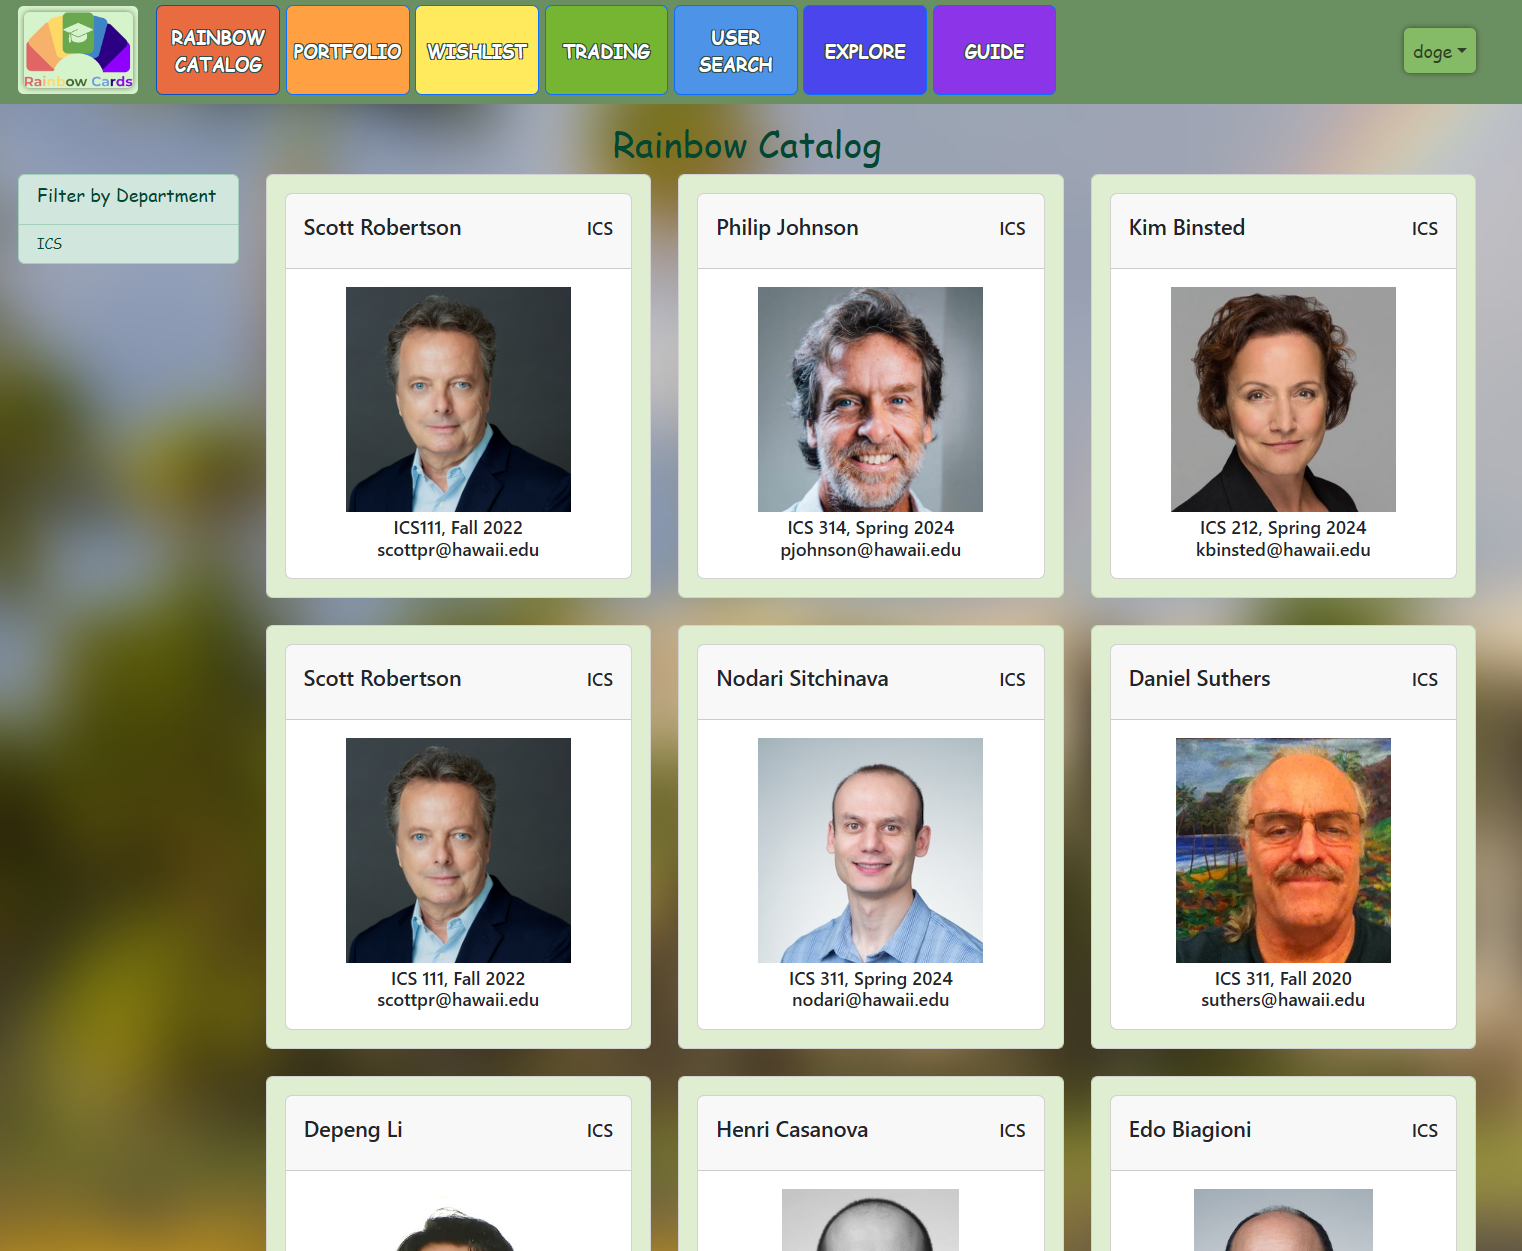 Rainbow Cards
RAINBOW
CATALOG
PORTFOLIO
WISHLIST
TRADING
USER
SEARCH
EXPLORE
GUIDE
doge
Rainbow Catalog
Filter by Department
ICS
Scott Robertson ICS
ICS111, Fall 2022
scottpr@hawaii.edu
Philip Johnson ICS
ICS 314, Spring 2024
pjohnson@hawaii.edu
Kim Binsted ICS
ICS 212, Spring 2024
kbinsted@hawaii.edu
Scott Robertson ICS
ICS 111, Fall 2022
scottpr@hawaii.edu
Nodari Sitchinava ICS
ICS 311, Spring 2024
nodari@hawaii.edu
Daniel Suthers ICS
ICS 311, Fall 2020
suthers@hawaii.edu
Depeng Li ICS
Henri Casanova ICS
Edo Biagioni ICS